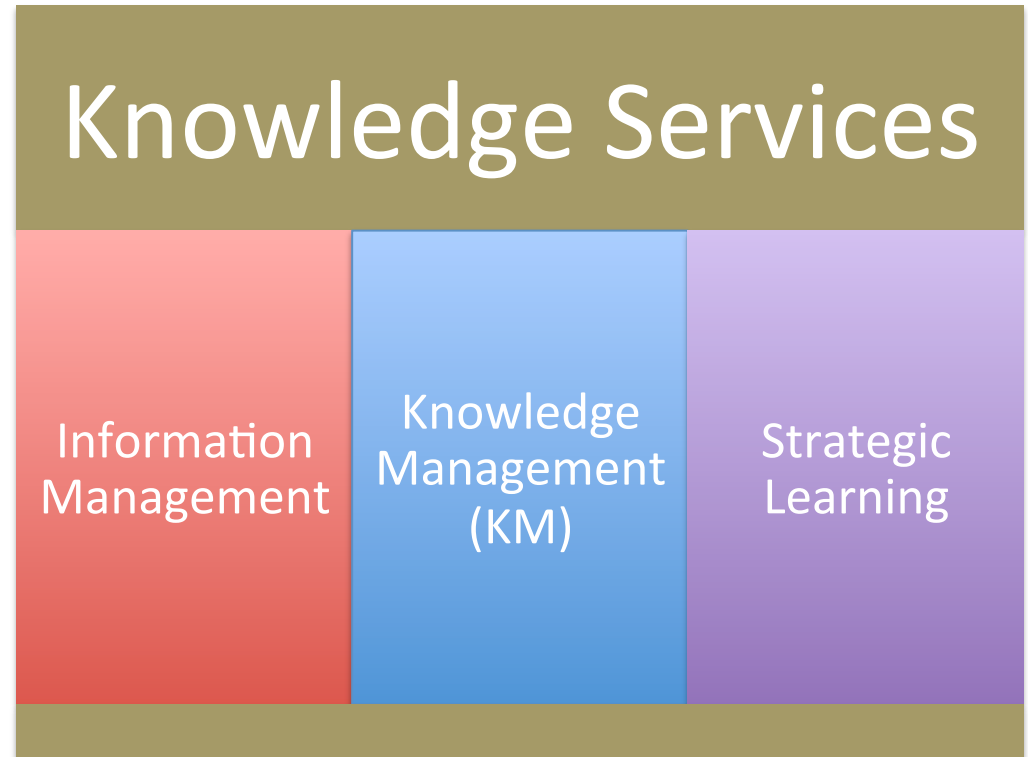 Knowledge Services
Information
Management
Knowledge
Management
(KM)
Strategic
Learning